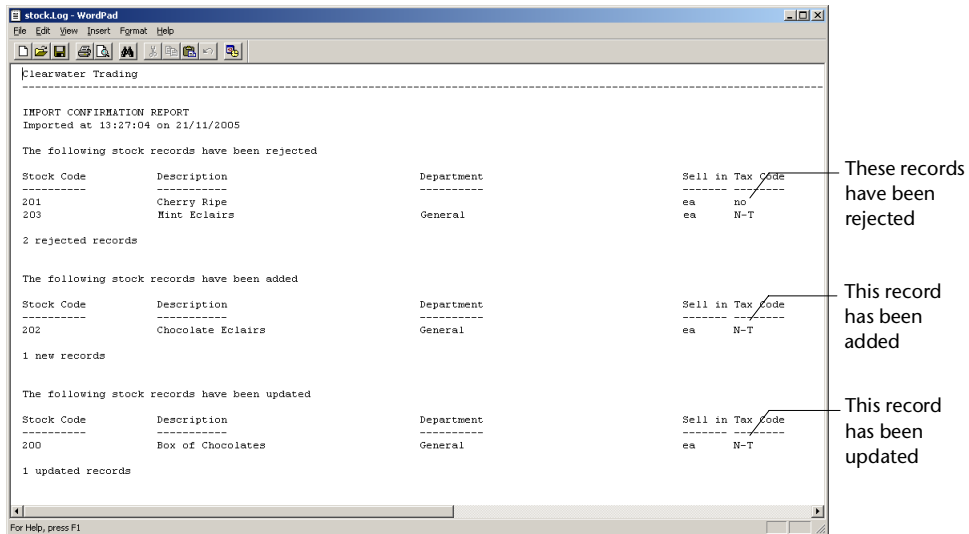 stock.Log - WordPad
File Edit View Insert Format Help
Clearwater Trading
IMPORT CONFIRMATION REPORT
Imported at 13:27:04 on 21/11/2005
The following stock records have been rejected
Stock Code Description Department Sell in Tax Code
201 Cherry Ripe ea no
203 Mint Eclairs General ea N-T
2 rejected records
These records
have been
rejected
The following stock records have been added
Stock Code Description Department Sell in Tax Code
202 Chocolate Eclairs General ea N-T
1 new records
This record
has been
added
The following stock records have been updated
Stock Code Description Department Sell in Tax Code
200 Box of Chocolates General ea N-T
1 updated records
This record
has been
updated
For Help, press F1